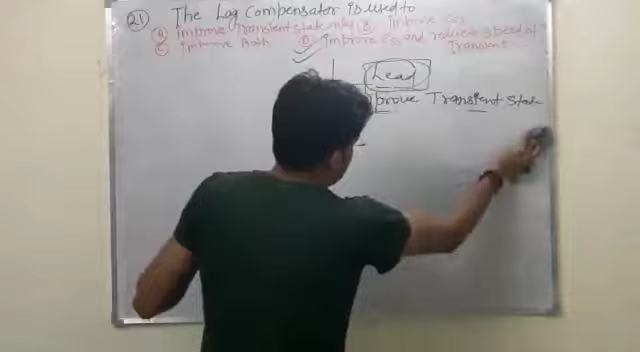 (21) The Lag Compensator is used to
(A) Improve Transient state only (B) Improve ess
(C) Improve Both (D) Improve ess and reduce speed of
Transient
Lead
prove Transient State